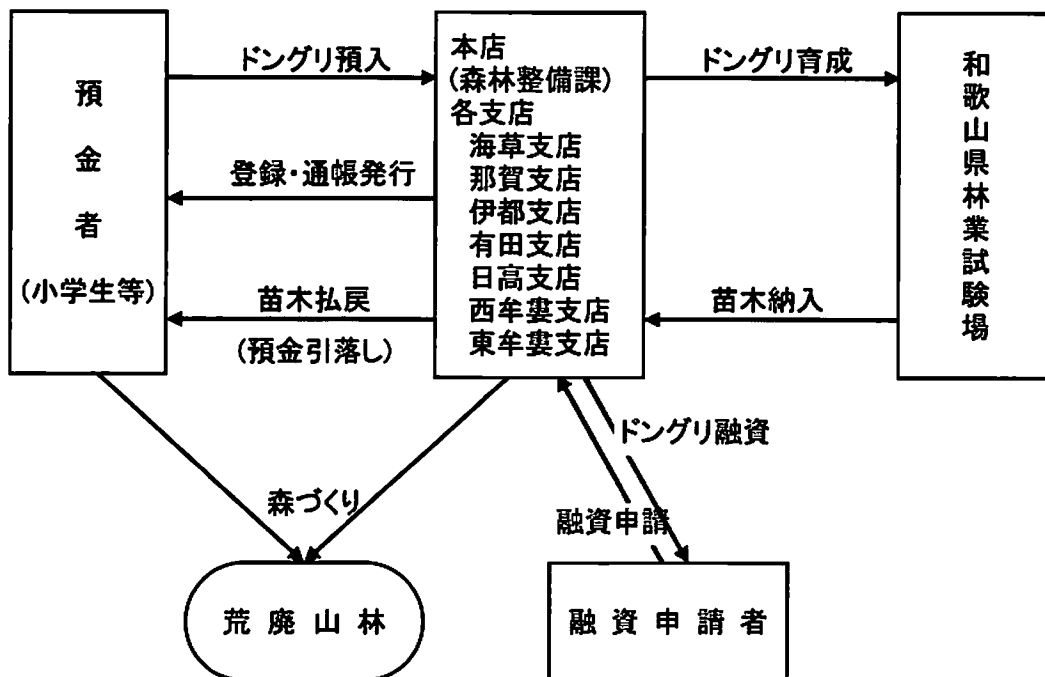 預金者
(小学生等)
ドングリ預入
登録・通帳発行
苗木払戻
(預金引落し)
本店
(森林整備課)
各支店
海草支店
那賀支店
伊都支店
有田支店
日高支店
西牟婁支店
東牟婁支店
ドングリ育成
苗木納入
和歌山県林業試験場
森づくり
ドングリ融資
融資申請
荒廃山林
融資申請者